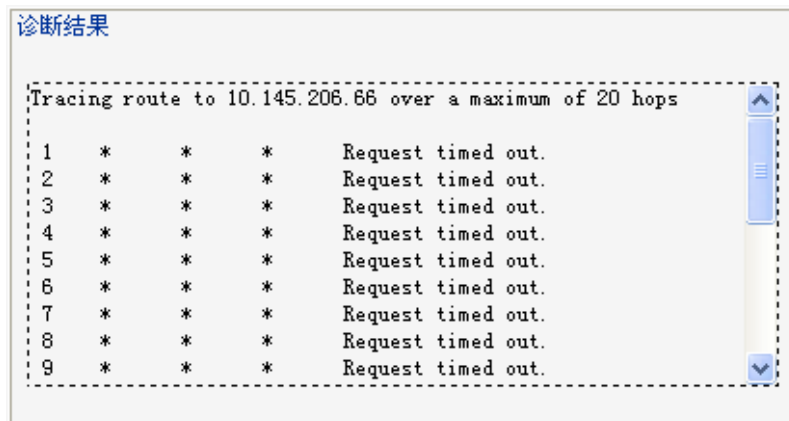 诊断结果
Tracing route to 10.145.206.66 over a maximum of 20 hops
1 * * * Request timed out.
2 * * * Request timed out.
3 * * * Request timed out.
4 * * * Request timed out.
5 * * * Request timed out.
6 * * * Request timed out.
7 * * * Request timed out.
8 * * * Request timed out.
9 * * * Request timed out.